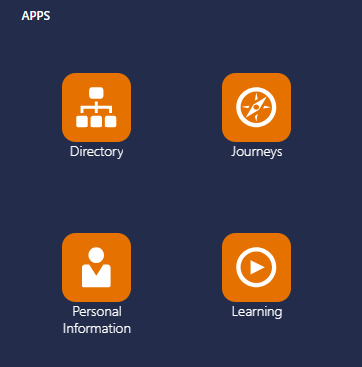 APPS
Directory
Journeys
Personal
Information
Learning